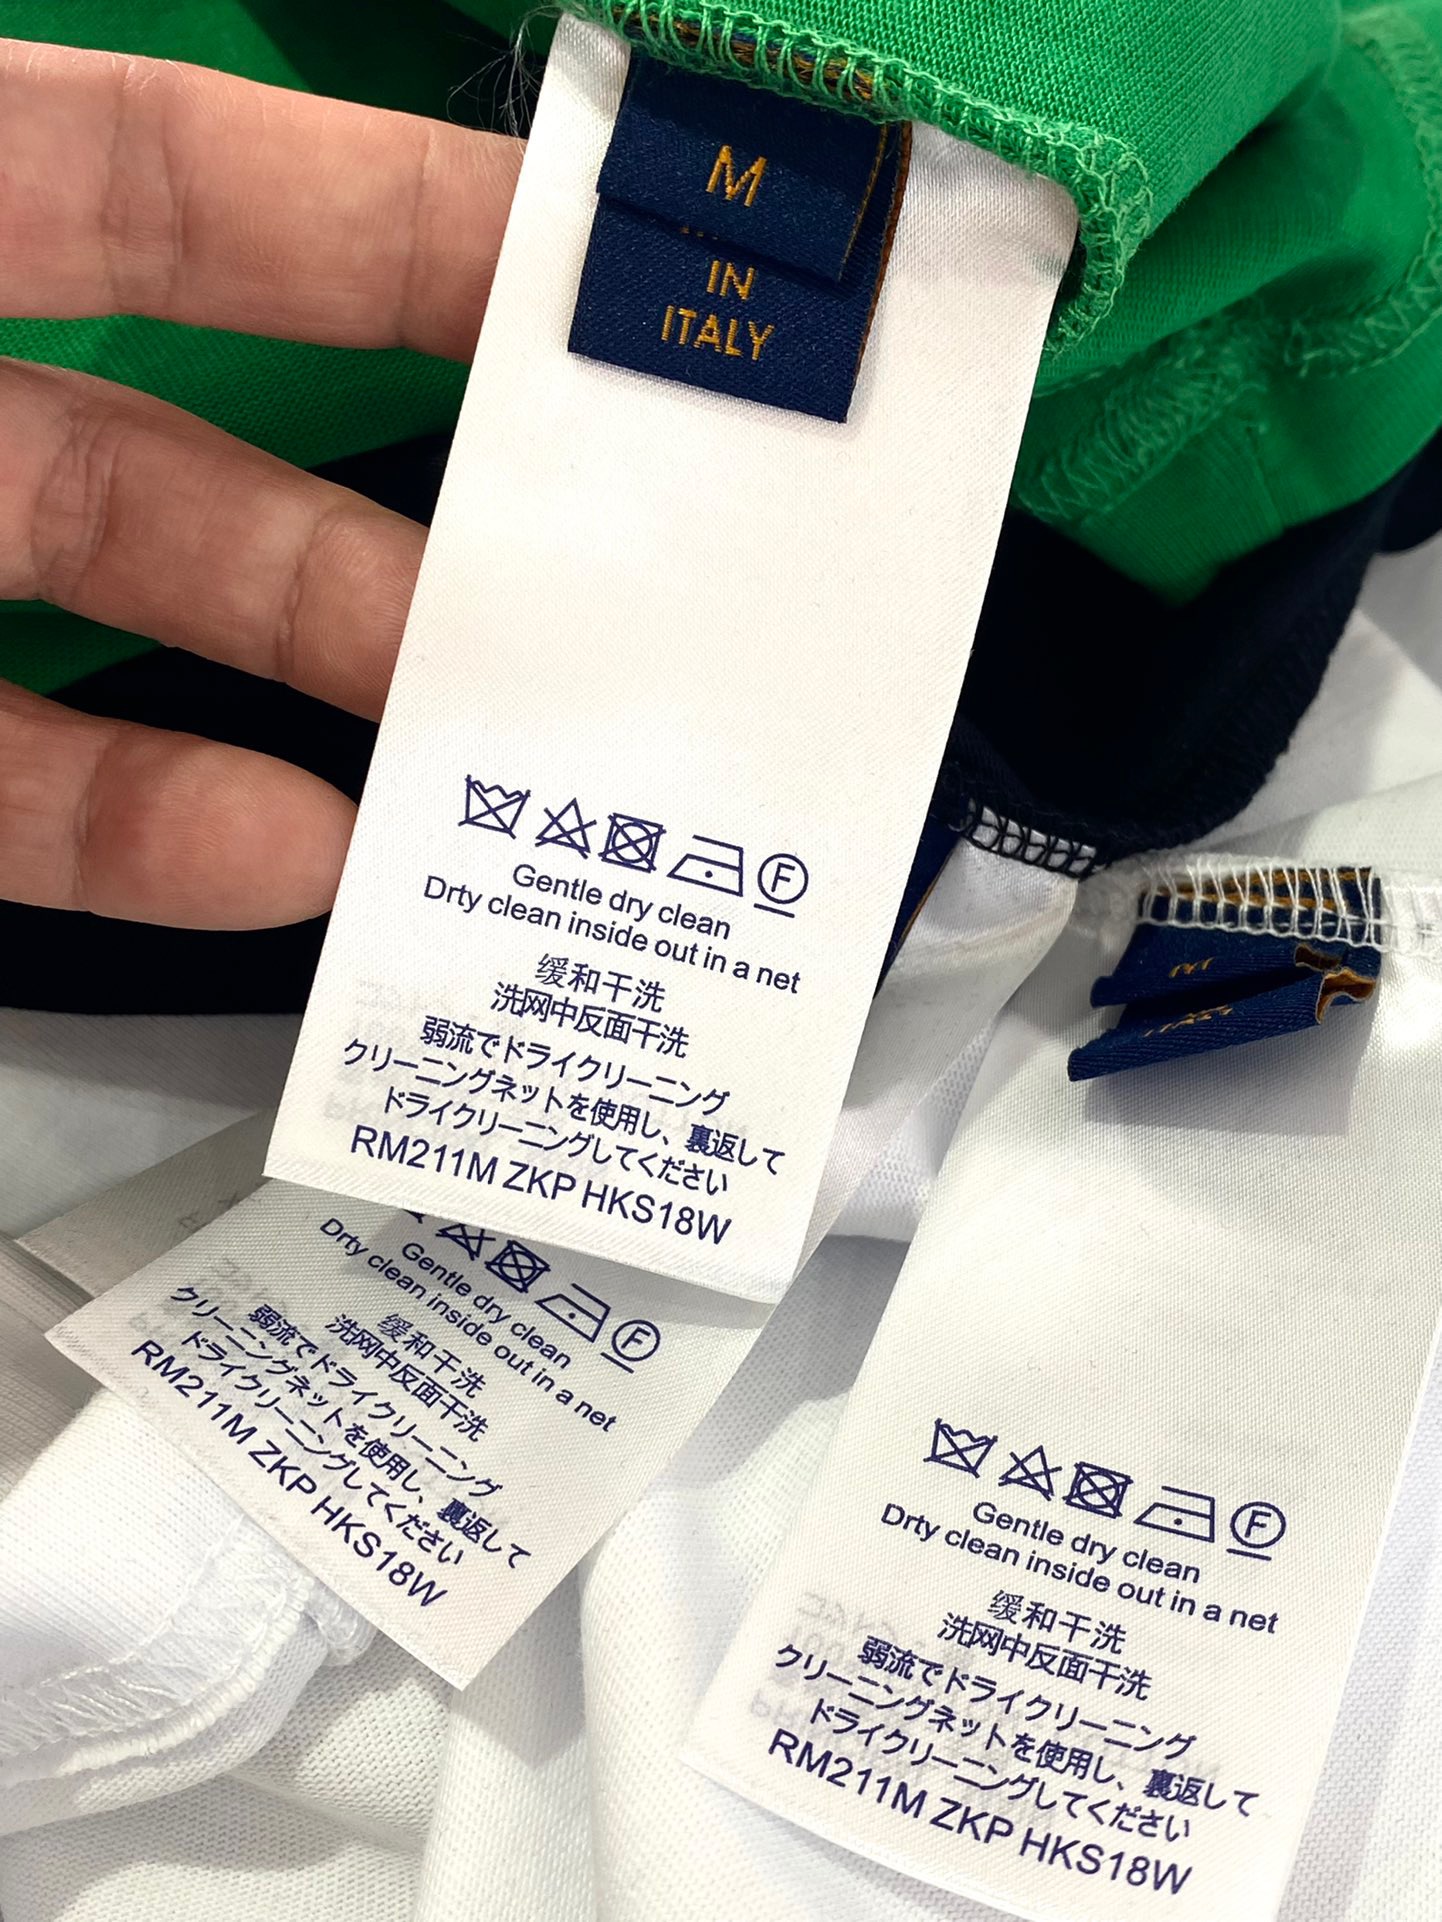 M
IN
ITALY
F
Gentle dry clean
Drty clean inside out in a net
缓和干洗
洗网中反面干洗
弱流でドライクリーニング
クリーニングネットを使用し、裏返して
ドライクリーニングしてください
RM211M ZKP HKS18W
F
Gentle dry clean
Drty clean inside out in a net
缓和干洗
洗网中反面干洗
弱流でドライクリーニング
クリーニングネットを使用し、裏返して
ドライクリーニングしてください
RM211M ZKP HKS18W
F
Gentle dry clean
Drty clean inside out in a net
缓和干洗
洗网中反面干洗
弱流でドライクリーニング
クリーニングネットを使用し、裏返して
ドライクリーニングしてください
RM211M ZKP HKS18W